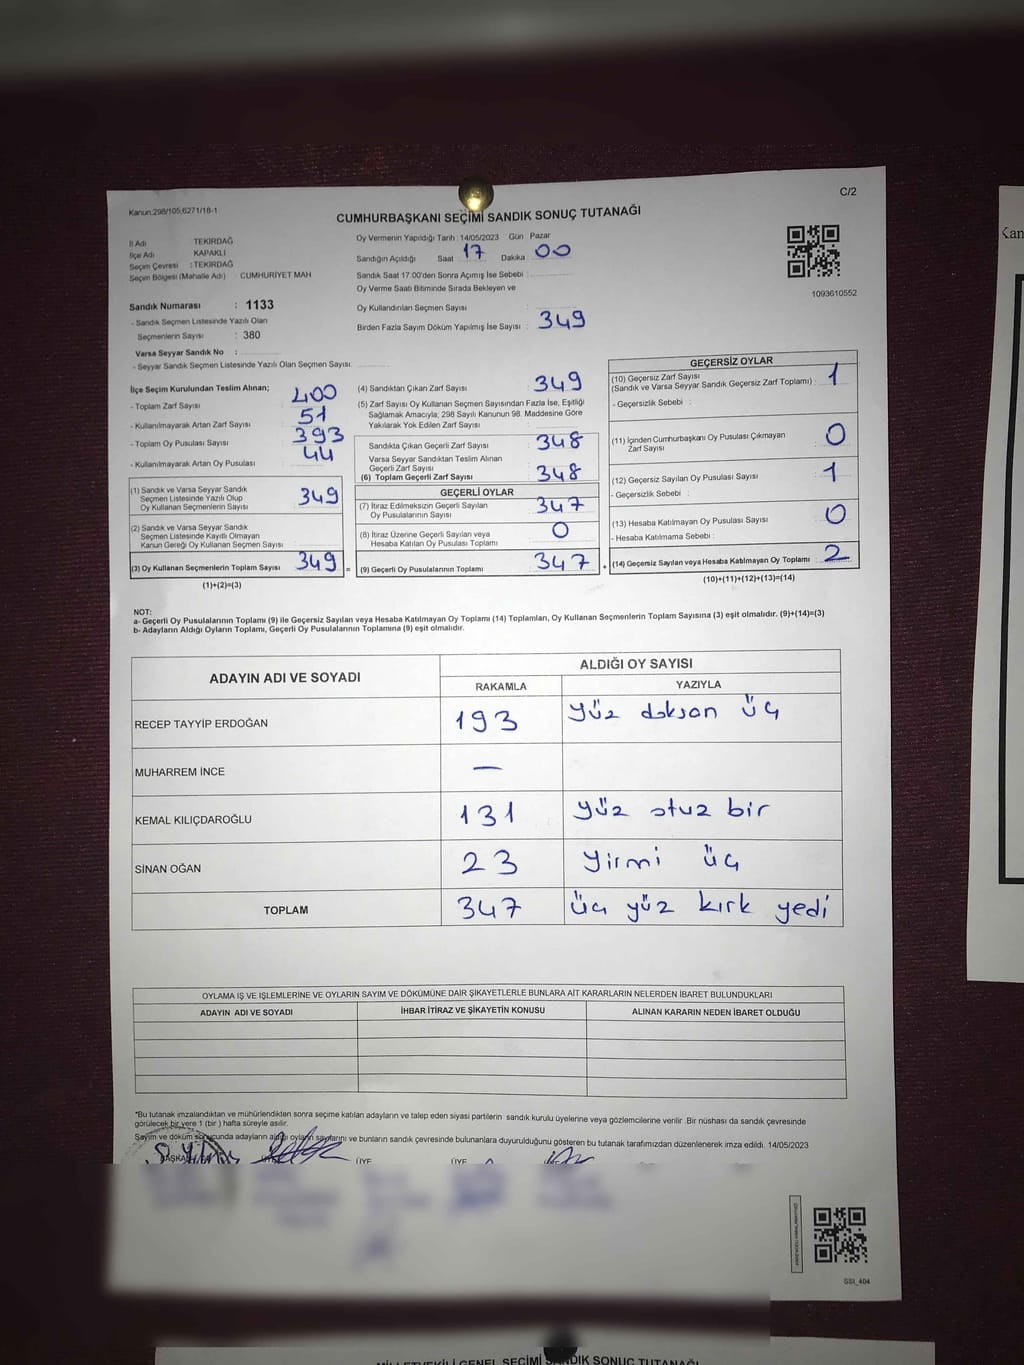 C/2
Kanun;298/105;6271/18-1
CUMHURBAŞKANI SEÇİMİ SANDIK SONUÇ TUTANAĞI
İl Adı TEKİRDAĞ
İlçe Adı KAPAKLI
Seçim Çevresi : TEKİRDAĞ
Seçim Bölgesi (Mahalle Adı) CUMHURİYET MAH
Sandık Numarası : 1133
- Sandık Seçmen Listesinde Yazılı Olan
Seçmenlerin Sayısı : 380
Varsa Seyyar Sandık No :
- Seyyar Sandık Seçmen Listesinde Yazılı Olan Seçmen Sayısı:
Oy Vermenin Yapıldığı Tarih : 14/05/2023 Gün Pazar
Sandığın Açıldığı Saat 17 Dakika 00
Sandık Saat 17:00'den Sonra Açımış İse Sebebi :
Oy Verme Saati Bitiminde Sırada Bekleyen ve
Oy Kullandırılan Seçmen Sayısı
Birden Fazla Sayım Döküm Yapılmış İse Sayısı : 349
1093610552
İlçe Seçim Kurulundan Teslim Alınan;
- Toplam Zarf Sayısı 400
- Kullanılmayarak Artan Zarf Sayısı 51
- Toplam Oy Pusulası Sayısı 393
- Kullanılmayarak Artan Oy Pusulası 44
(1) Sandık ve Varsa Seyyar Sandık
Seçmen Listesinde Yazılı Olup
Oy Kullanan Seçmenlerin Sayısı 349
(2) Sandık ve Varsa Seyyar Sandık
Seçmen Listesinde Kayıtlı Olmayan
Kanun Gereği Oy Kullanan Seçmen Sayısı :
(3) Oy Kullanan Seçmenlerin Toplam Sayısı 349 =
(1)+(2)=(3)
(4) Sandıktan Çıkan Zarf Sayısı : 349
(5) Zarf Sayısı Oy Kullanan Seçmen Sayısından Fazla İse, Eşitliği
Sağlamak Amacıyla; 298 Sayılı Kanunun 98. Maddesine Göre
Yakılarak Yok Edilen Zarf Sayısı :
Sandıkta Çıkan Geçerli Zarf Sayısı : 348
Varsa Seyyar Sandıktan Teslim Alınan
Geçerli Zarf Sayısı
(6) Toplam Geçerli Zarf Sayısı : 348
GEÇERLİ OYLAR
(7) İtiraz Edilmeksizin Geçerli Sayılan
Oy Pusulalarının Sayısı : 347
(8) İtiraz Üzerine Geçerli Sayılan veya
Hesaba Katılan Oy Pusulası Toplamı : 0
(9) Geçerli Oy Pusulalarının Toplamı : 347 +
GEÇERSİZ OYLAR
(10) Geçersiz Zarf Sayısı
(Sandık ve Varsa Seyyar Sandık Geçersiz Zarf Toplamı) : 1
- Geçersizlik Sebebi :
(11) İçinden Cumhurbaşkanı Oy Pusulası Çıkmayan
Zarf Sayısı : 0
(12) Geçersiz Sayılan Oy Pusulası Sayısı : 1
- Geçersizlik Sebebi :
(13) Hesaba Katılmayan Oy Pusulası Sayısı : 0
- Hesaba Katılmama Sebebi :
(14) Geçersiz Sayılan veya Hesaba Katılmayan Oy Toplamı : 2
(10)+(11)+(12)+(13)=(14)
NOT:
a- Geçerli Oy Pusulalarının Toplamı (9) ile Geçersiz Sayılan veya Hesaba Katılmayan Oy Toplamı (14) Toplamları, Oy Kullanan Seçmenlerin Toplam Sayısına (3) eşit olmalıdır. (9)+(14)=(3)
b- Adayların Aldığı Oyların Toplamı, Geçerli Oy Pusulalarının Toplamına (9) eşit olmalıdır.
ADAYIN ADI VE SOYADI ALDIĞI OY SAYISI
RAKAMLA YAZIYLA
RECEP TAYYİP ERDOĞAN 193 yüz doksan üç
MUHARREM İNCE —
KEMAL KILIÇDAROĞLU 131 yüz otuz bir
SİNAN OĞAN 23 yirmi üç
TOPLAM 347 üç yüz kırk yedi
OYLAMA İŞ VE İŞLEMLERİNE VE OYLARIN SAYIM VE DÖKÜMÜNE DAİR ŞİKAYETLERLE BUNLARA AİT KARARLARIN NELERDEN İBARET BULUNDUKLARI
ADAYIN ADI VE SOYADI İHBAR İTİRAZ VE ŞİKAYETİN KONUSU ALINAN KARARIN NEDEN İBARET OLDUĞU
*Bu tutanak imzalandıktan ve mühürlendikten sonra seçime katılan adayların ve talep eden siyasi partilerin sandık kurulu üyelerine veya gözlemcilerine verilir .Bir nüshası da sandık çevresinde
görülecek bir yere 1 (bir ) hafta süreyle asılır.
Sayım ve döküm sonucunda adayların aldığı oyların sayılarını ve bunların sandık çevresinde bulunanlara duyurulduğunu gösteren bu tutanak tarafımızdan düzenlenerek imza edildi. 14/05/2023
BAŞKAN ÜYE ÜYE
SSI_404
Kan
MİLLETVEKİLİ GENEL SEÇİMİ SANDIK SONUÇ TUTANAĞI